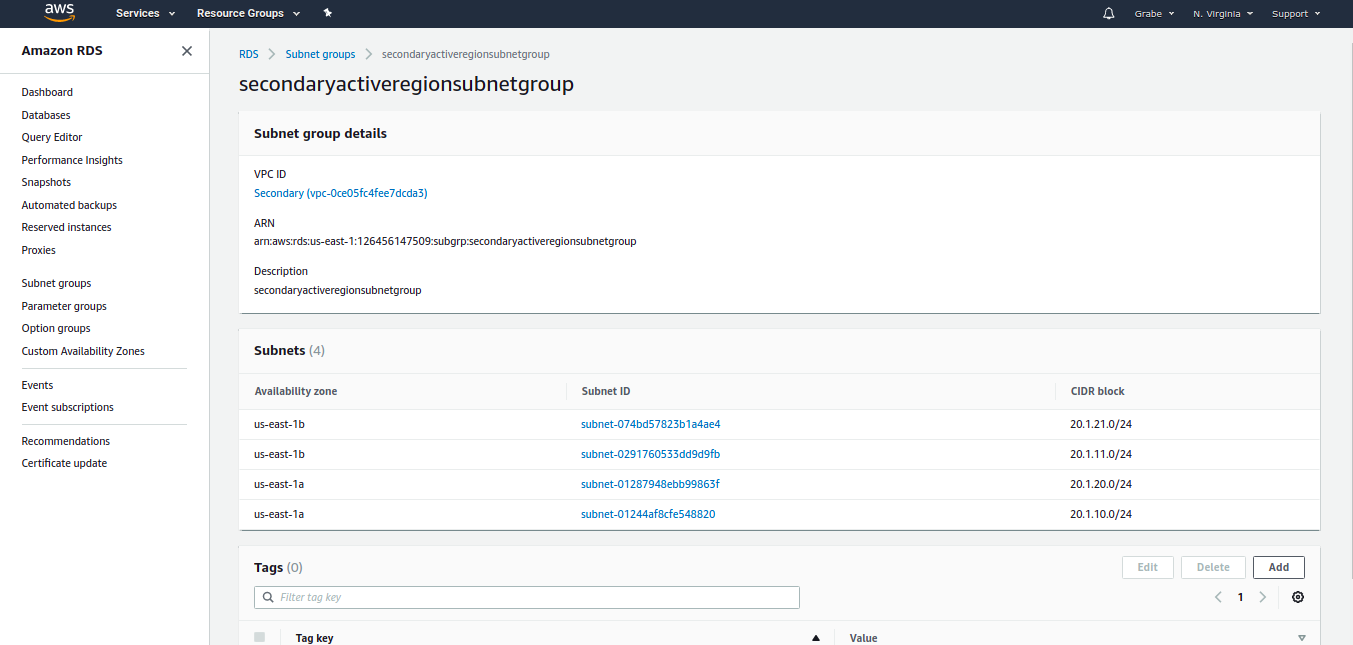 aws Services Resource Groups Grabe N. Virginia Support
Amazon RDS
Dashboard
Databases
Query Editor
Performance Insights
Snapshots
Automated backups
Reserved instances
Proxies
Subnet groups
Parameter groups
Option groups
Custom Availability Zones
Events
Event subscriptions
Recommendations
Certificate update
RDS Subnet groups secondaryactiveregionsubnetgroup
secondaryactiveregionsubnetgroup
Subnet group details
VPC ID
Secondary (vpc-0ce05fc4fee7dcda3)
ARN
arn:aws:rds:us-east-1:126456147509:subgrp:secondaryactiveregionsubnetgroup
Description
secondaryactiveregionsubnetgroup
Subnets (4)
Availability zone Subnet ID CIDR block
us-east-1b subnet-074bd57823b1a4ae4 20.1.21.0/24
us-east-1b subnet-0291760533dd9d9fb 20.1.11.0/24
us-east-1a subnet-01287948ebb99863f 20.1.20.0/24
us-east-1a subnet-01244af8cfe548820 20.1.10.0/24
Tags (0) Edit Delete Add
Filter tag key 1
Tag key Value